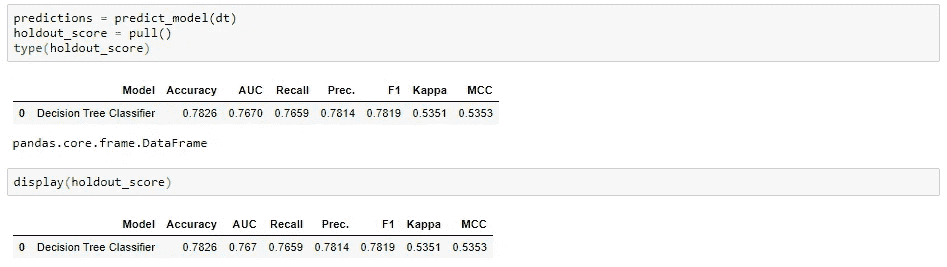 predictions = predict_model(dt)
holdout_score = pull()
type(holdout_score)
Model Accuracy AUC Recall Prec. F1 Kappa MCC
0 Decision Tree Classifier 0.7826 0.7670 0.7659 0.7814 0.7819 0.5351 0.5353
pandas.core.frame.DataFrame
display(holdout_score)
Model Accuracy AUC Recall Prec. F1 Kappa MCC
0 Decision Tree Classifier 0.7826 0.767 0.7659 0.7814 0.7819 0.5351 0.5353